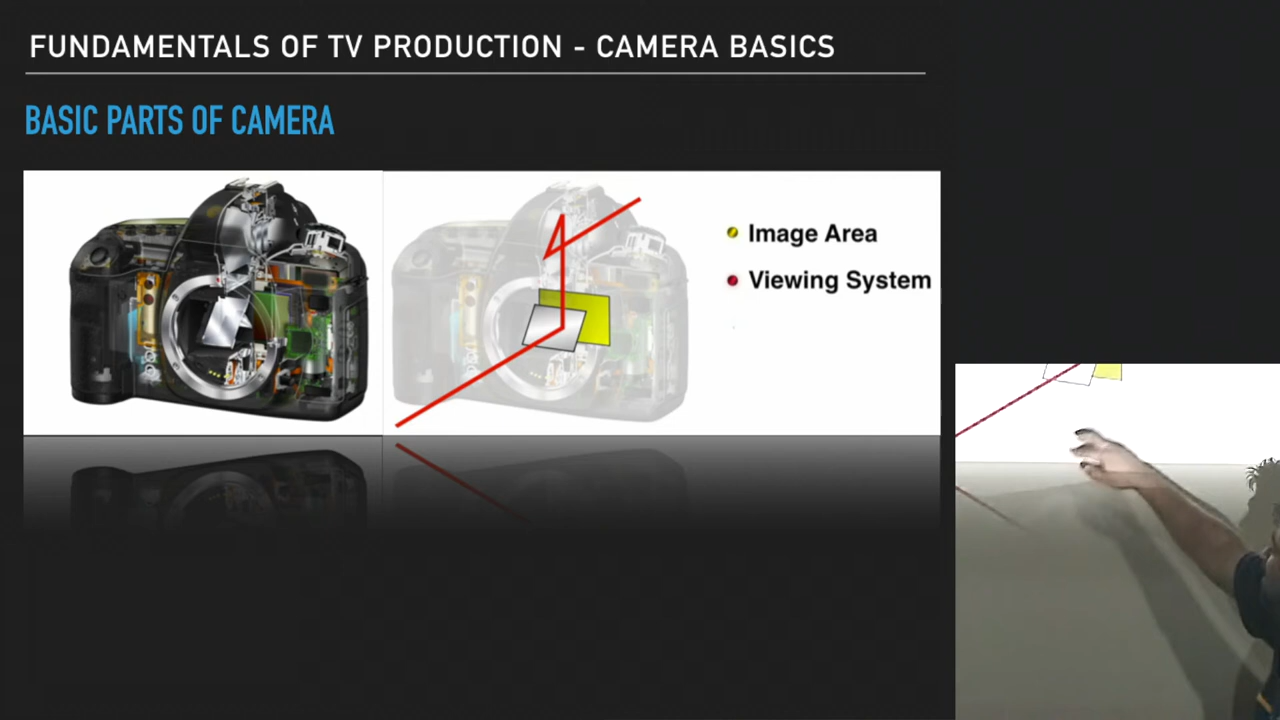 FUNDAMENTALS OF TV PRODUCTION - CAMERA BASICS
BASIC PARTS OF CAMERA
Image Area
Viewing System